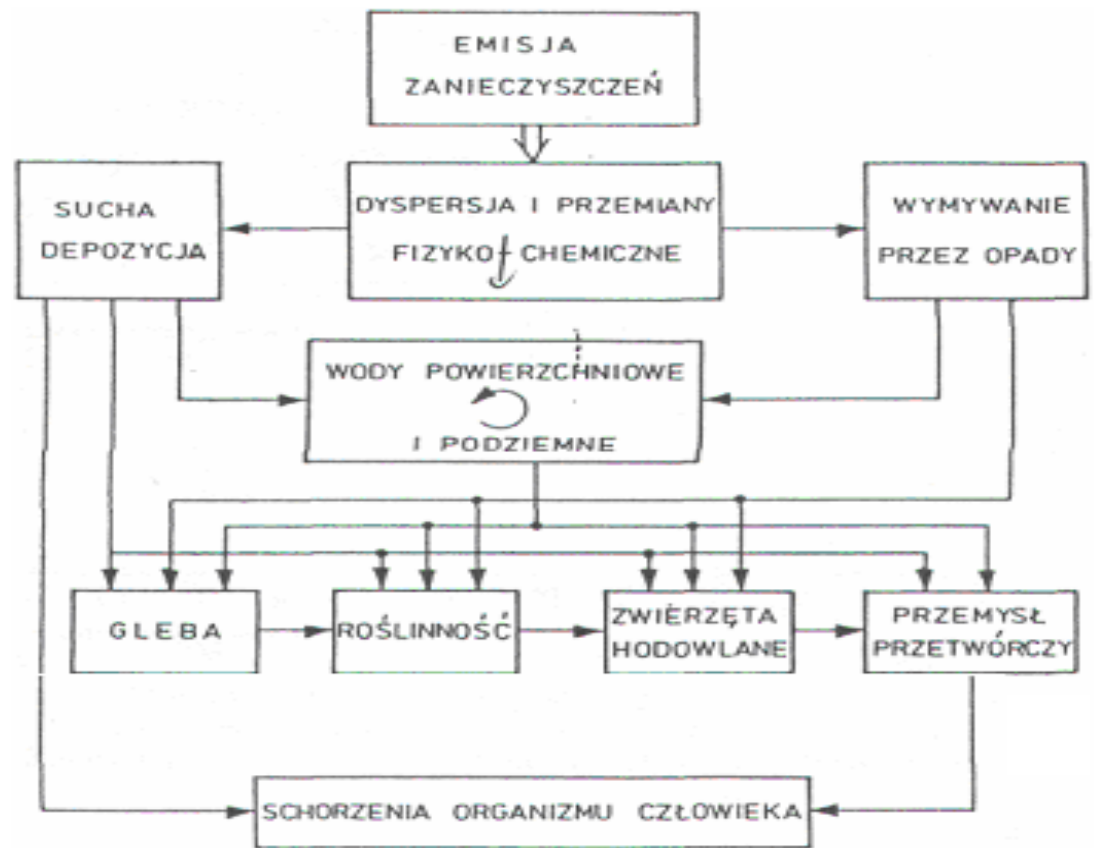 EMISJA
ZANIECZYSZCZEŃ
SUCHA
DEPOZYCJA
DYSPERSJA I PRZEMIANY
FIZYKO - CHEMICZNE
WYMYWANIE
PRZEZ OPADY
WODY POWIERZCHNIOWE
I PODZIEMNE
GLEBA
ROŚLINNOŚĆ
ZWIERZĘTA
HODOWLANE
PRZEMYSŁ
PRZETWÓRCZY
SCHORZENIA ORGANIZMU CZŁOWIEKA